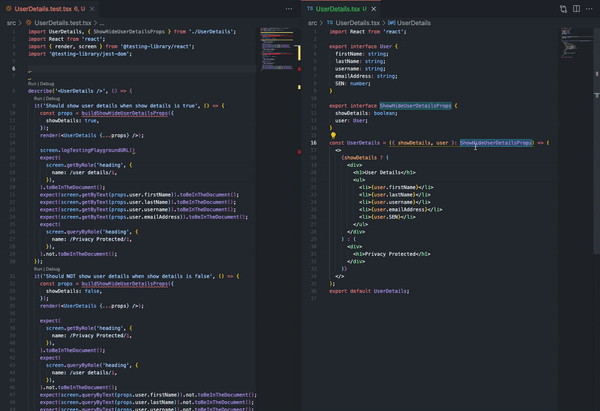 UserDetails.test.tsx 6, U
src > UserDetails.test.tsx > ...
import UserDetails, { ShowHideUserDetailsProps } from "./UserDetails";
import React from 'react';
import { render, screen } from "@testing-library/react";
import '@testing-library/jest-dom';
Run | Debug
describe('<UserDetails />', () => {
Run | Debug
it('Should show user details when show details is true', () => {
const props = buildShowHideUserDetailsProps({
showDetails: true,
});
render(<UserDetails {...props} />);
screen.logTestingPlaygroundURL()
expect(
screen.getByRole('heading', {
name: /user details/i,
}),
).toBeInTheDocument();
expect(screen.getByText(props.user.firstName)).toBeInTheDocument();
expect(screen.getByText(props.user.lastName)).toBeInTheDocument();
expect(screen.getByText(props.user.username)).toBeInTheDocument();
expect(screen.getByText(props.user.emailAddress)).toBeInTheDocument();
expect(
screen.queryByRole('heading', {
name: /Privacy Protected/i,
}),
).not.toBeInTheDocument();
});
Run | Debug
it('Should NOT show user details when show details is false', () => {
const props = buildShowHideUserDetailsProps({
showDetails: false,
});
render(<UserDetails {...props} />);
expect(
screen.getByRole('heading', {
name: /Privacy Protected/i,
}),
).toBeInTheDocument();
expect(
screen.queryByRole('heading', {
name: /user details/i,
}),
).not.toBeInTheDocument();
expect(screen.queryByText(props.user.firstName)).not.toBeInTheDocument();
expect(screen.queryByText(props.user.lastName)).not.toBeInTheDocument();
expect(screen.queryByText(props.user.username)).not.toBeInTheDocument();
TS UserDetails.tsx U
src > TS UserDetails.tsx > UserDetails
import React from 'react';
export interface User {
firstName: string;
lastName: string;
username: string;
emailAddress: string;
SEN: number;
}
export interface ShowHideUserDetailsProps {
showDetails: boolean;
user: User;
}
const UserDetails = ({ showDetails, user }: ShowHideUserDetailsProps) => (
<>
{showDetails ? (
<div>
<h1>User Details</h1>
<ul>
<li>{user.firstName}</li>
<li>{user.lastName}</li>
<li>{user.username}</li>
<li>{user.emailAddress}</li>
<li>{user.SEN}</li>
</ul>
</div>
) : (
<div>
<h1>Privacy Protected</h1>
</div>
)}
</>
);
export default UserDetails;